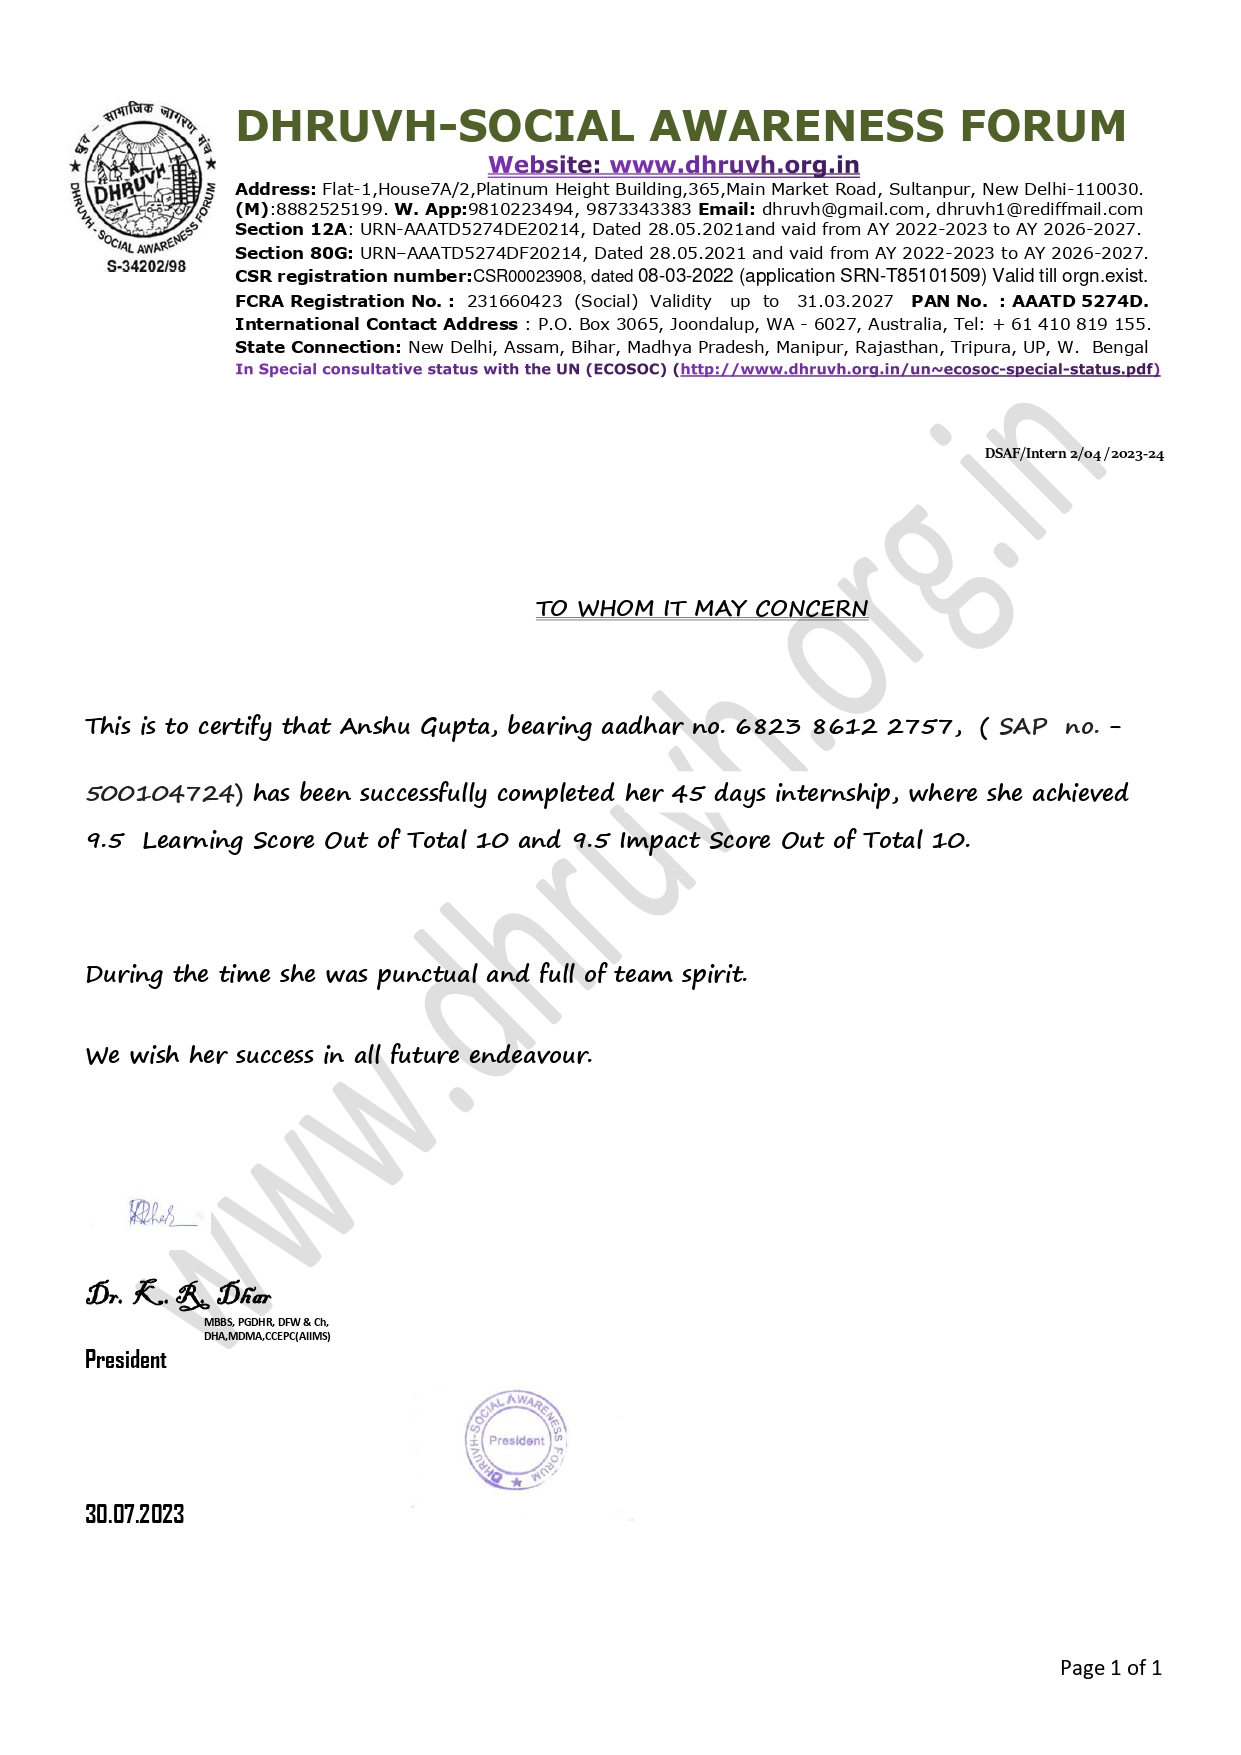 ध्रुव - सामाजिक जागरण मंच
DHRUVH
DHRUVH - SOCIAL AWARENESS FORUM
S-34202/98
DHRUVH-SOCIAL AWARENESS FORUM
Website: www.dhruvh.org.in
Address: Flat-1,House7A/2,Platinum Height Building,365,Main Market Road, Sultanpur, New Delhi-110030.
(M):8882525199. W. App:9810223494, 9873343383 Email: dhruvh@gmail.com, dhruvh1@rediffmail.com
Section 12A: URN-AAATD5274DE20214, Dated 28.05.2021and vaid from AY 2022-2023 to AY 2026-2027.
Section 80G: URN–AAATD5274DF20214, Dated 28.05.2021 and vaid from AY 2022-2023 to AY 2026-2027.
CSR registration number:CSR00023908, dated 08-03-2022 (application SRN-T85101509) Valid till orgn.exist.
FCRA Registration No. : 231660423 (Social) Validity up to 31.03.2027 PAN No. : AAATD 5274D.
International Contact Address : P.O. Box 3065, Joondalup, WA - 6027, Australia, Tel: + 61 410 819 155.
State Connection: New Delhi, Assam, Bihar, Madhya Pradesh, Manipur, Rajasthan, Tripura, UP, W. Bengal
In Special consultative status with the UN (ECOSOC) (http://www.dhruvh.org.in/un~ecosoc-special-status.pdf)
DSAF/Intern 2/04 /2023-24
TO WHOM IT MAY CONCERN
This is to certify that Anshu Gupta, bearing aadhar no. 6823 8612 2757, ( SAP no. -
500104724) has been successfully completed her 45 days internship, where she achieved
9.5 Learning Score Out of Total 10 and 9.5 Impact Score Out of Total 10.
During the time she was punctual and full of team spirit.
We wish her success in all future endeavour.
www.dhruvh.org.in
Dr. K. R. Dhar
MBBS, PGDHR, DFW & Ch,
DHA,MDMA,CCEPC(AIIMS)
President
DHRUVH-SOCIAL AWARENESS FORUM
President
30.07.2023
Page 1 of 1